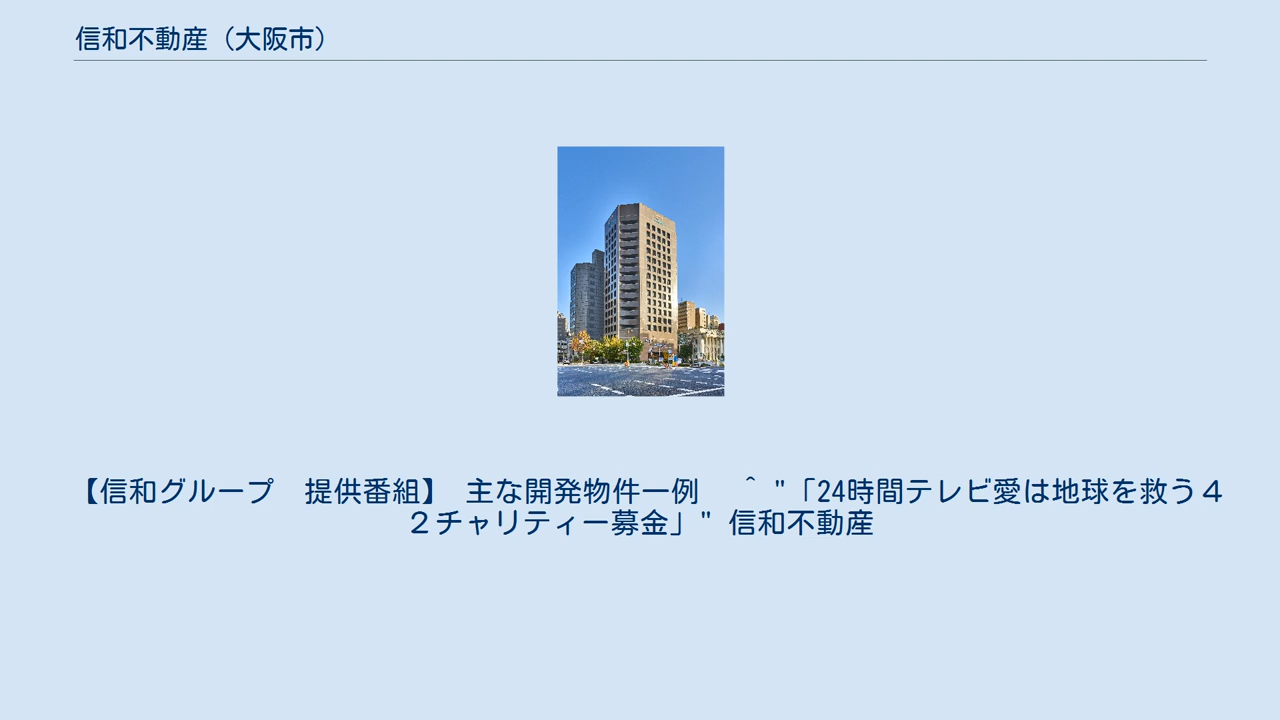 信和不動産（大阪市）
【信和グループ　提供番組】 主な開発物件一例　 ^ "「24時間テレビ愛は地球を救う４
２チャリティー募金」" 信和不動産